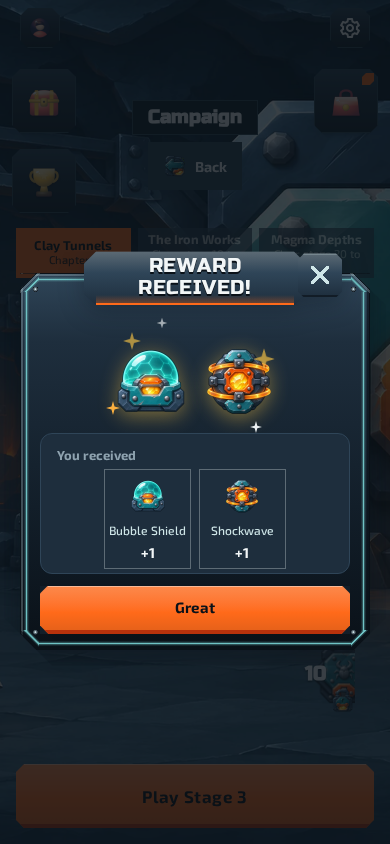 Campaign
Back
Clay Tunnels
The Iron Works
Magma Depths
REWARD
RECEIVED!
You received
Bubble Shield
Shockwave
+1
+1
Great
10
Play Stage 3